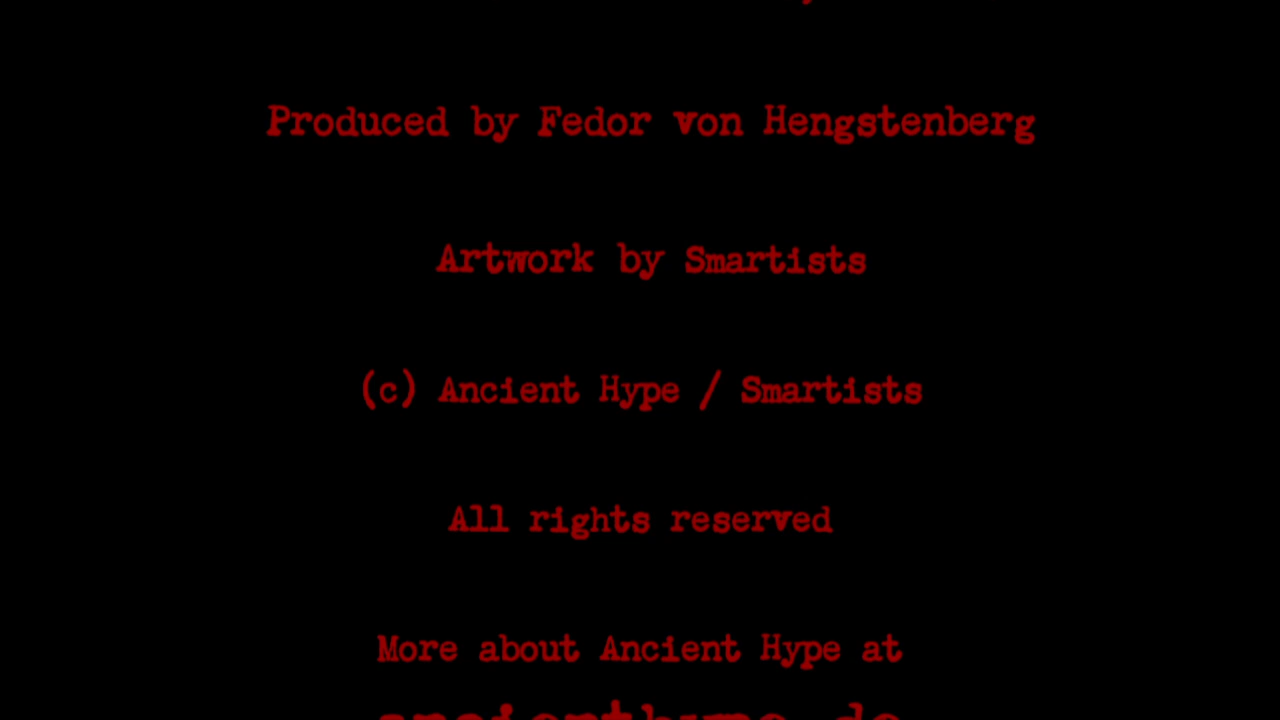 Produced by Fedor von Hengstenberg
Artwork by Smartists
(c) Ancient Hype / Smartists
All rights reserved
More about Ancient Hype at